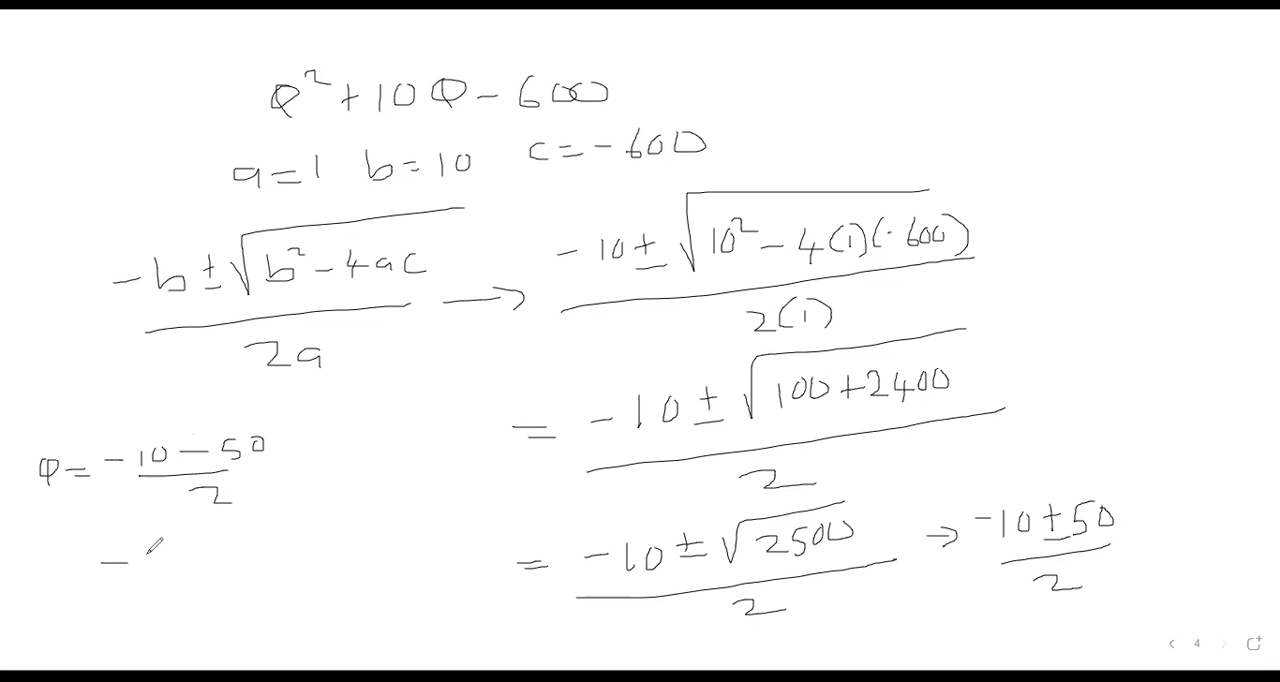 Q² + 10Q - 600
a = 1 b = 10 c = -600
-b ± √b² - 4ac / 2a → -10 ± √10² - 4(1)(-600) / 2(1)
= -10 ± √100 + 2400 / 2
= -10 ± √2500 / 2 → -10 ± 50 / 2
Q = -10 - 50 / 2
-
4